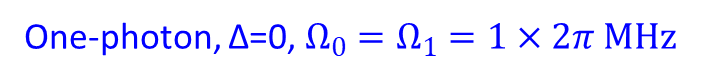 One-photon, Δ=0, Ω₀ = Ω₁ = 1 × 2π MHz